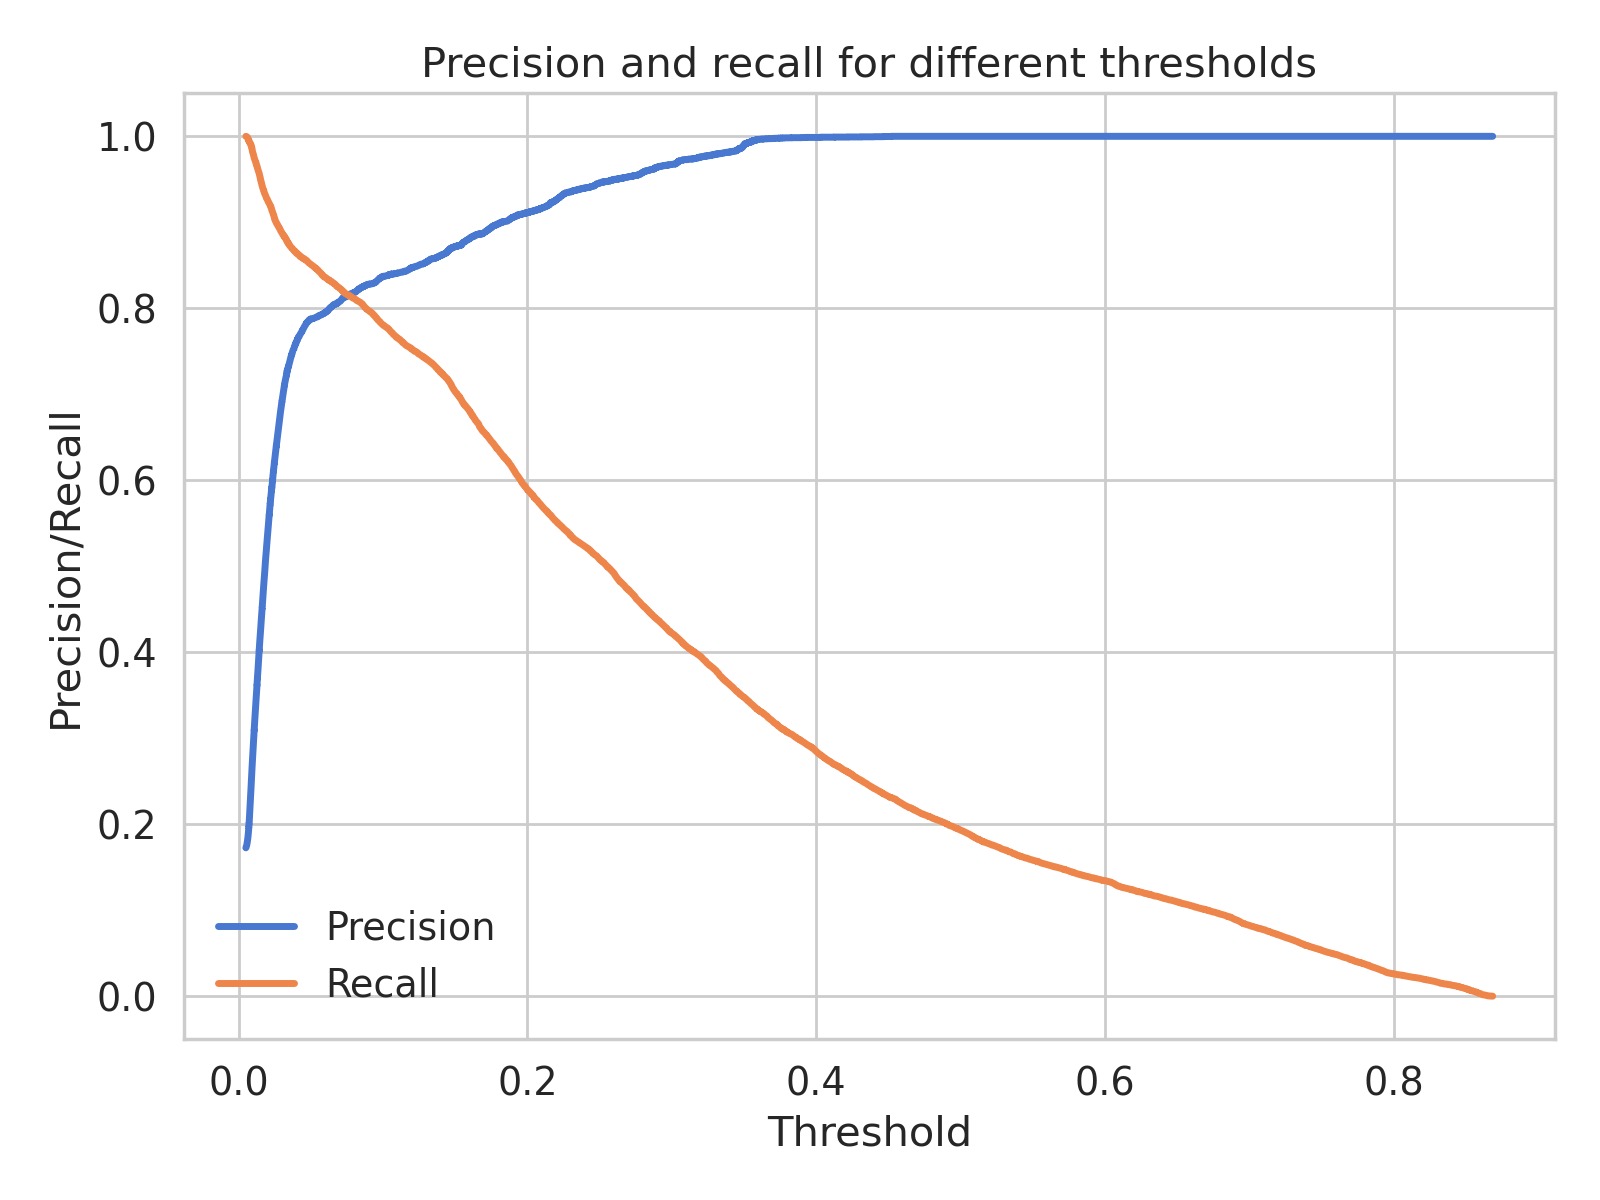 Precision and recall for different thresholds
1.0
0.8
0.6
0.4
0.2
0.0
Precision/Recall
Precision
Recall
0.0 0.2 0.4 0.6 0.8
Threshold